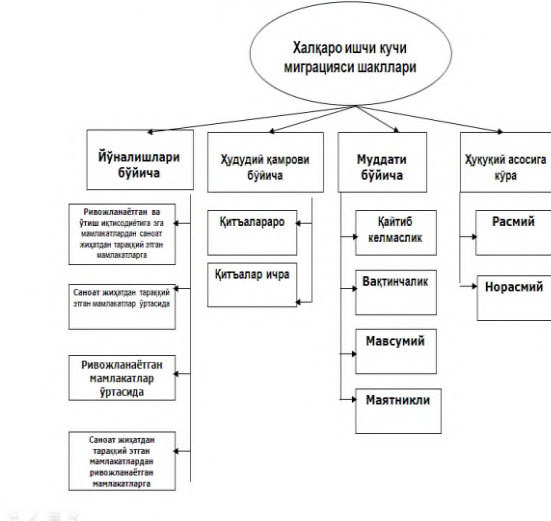 Халқаро ишчи кучи
миграцияси шакллари
Йўналишлари
бўйича
Ҳудудий қамрови
бўйича
Муддати
бўйича
Ҳуқуқий асосига
кўра
Ривожланаётган ва
ўтиш иқтисодиётига эга
мамлакатлардан саноат
жиҳатдан тараққий этган
мамлакатларга
Саноат жиҳатдан тараққий
этган мамлакатлар ўртасида
Ривожланаётган
мамлакатлар
ўртасида
Саноат жиҳатдан
тараққий этган
мамлакатлардан
ривожланаётган
мамлакатларга
Қитъалараро
Қитъалар ичра
Қайтиб
келмаслик
Вақтинчалик
Мавсумий
Маятникли
Расмий
Норасмий